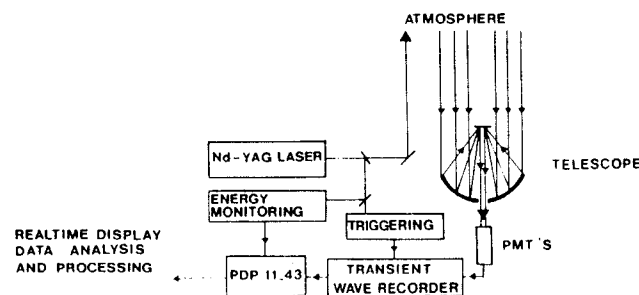 ATMOSPHERE
Nd-YAG LASER
TELESCOPE
ENERGY
MONITORING
TRIGGERING
REALTIME DISPLAY
DATA ANALYSIS
AND PROCESSING
PMT'S
PDP 11.43
TRANSIENT
WAVE RECORDER